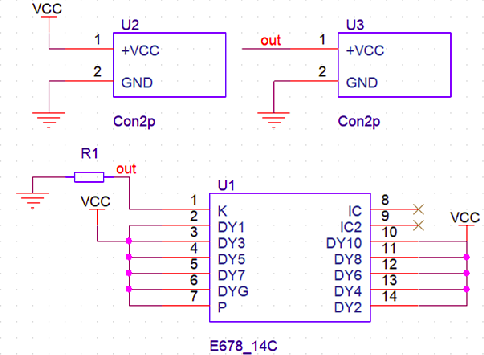 VCC
U2
1 +VCC
2 GND
Con2p
U3
out 1 +VCC
2 GND
Con2p
R1
out
VCC
U1
1 K
2 DY1
3 DY3
4 DY5
5 DY7
6 DYG
7 P
IC 8
IC2 9
DY10 10
DY8 11
DY6 12
DY4 13
DY2 14
VCC
E678_14C